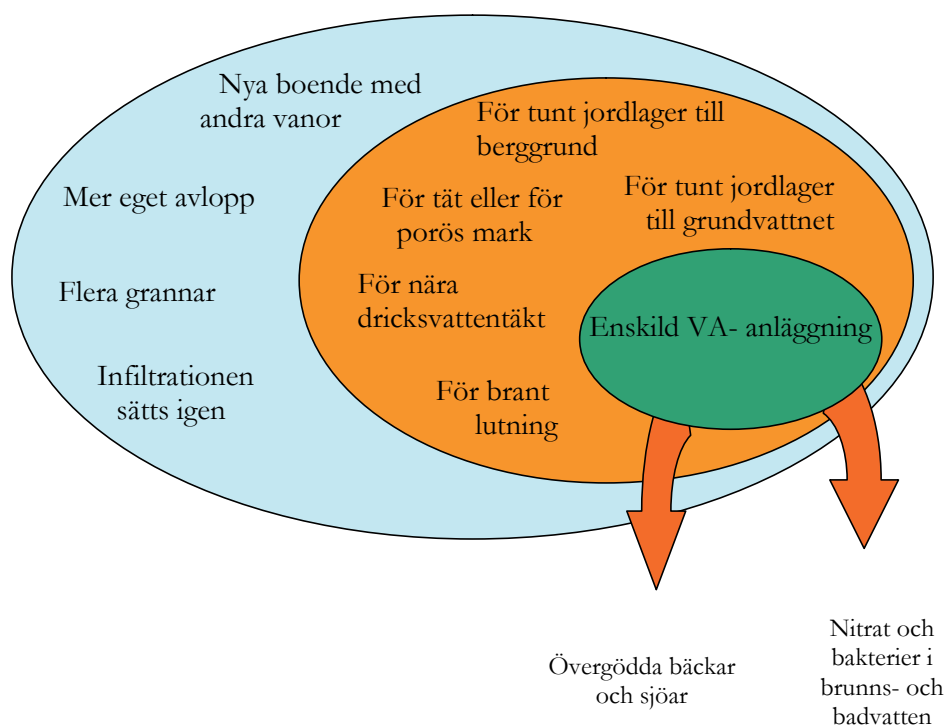 Nya boende med
andra vanor
För tunt jordlager till
berggrund
Mer eget avlopp
För tät eller för
porös mark
För tunt jordlager
till grundvattnet
Flera grannar
För nära
dricksvattentäkt
Enskild VA- anläggning
Infiltrationen
sätts igen
För brant
lutning
Övergödda bäckar
och sjöar
Nitrat och
bakterier i
brunns- och
badvatten